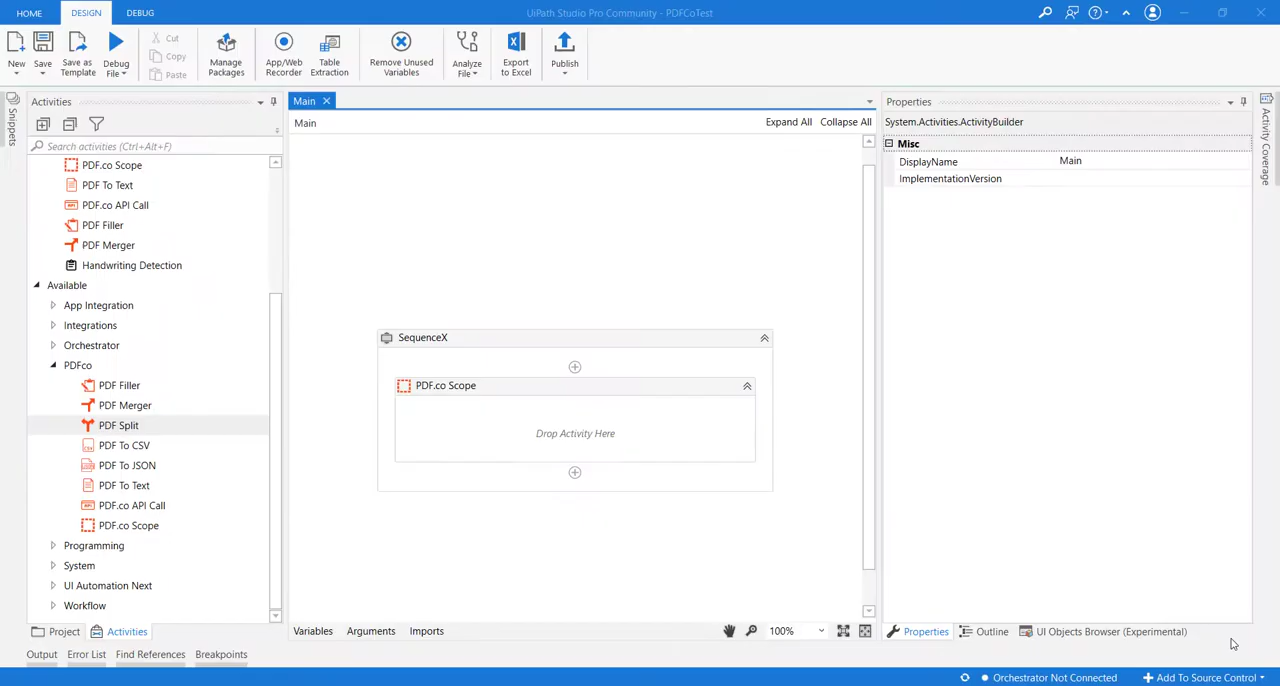 HOME DESIGN DEBUG UiPath Studio Pro Community - PDFCoTest
New Save Save as Template Debug File Cut Copy Paste Manage Packages App/Web Recorder Table Extraction Remove Unused Variables Analyze File Export to Excel Publish
Snippets
Activities
Search activities (Ctrl+Alt+F)
PDF.co Scope
PDF To Text
PDF.co API Call
PDF Filler
PDF Merger
Handwriting Detection
Available
App Integration
Integrations
Orchestrator
PDFco
PDF Filler
PDF Merger
PDF Split
PDF To CSV
PDF To JSON
PDF To Text
PDF.co API Call
PDF.co Scope
Programming
System
UI Automation Next
Workflow
Project Activities
Main
Main Expand All Collapse All
SequenceX
PDF.co Scope
Drop Activity Here
Variables Arguments Imports 100%
Properties
System.Activities.ActivityBuilder
Misc
DisplayName Main
ImplementationVersion
Properties Outline UI Objects Browser (Experimental)
Activity Coverage
Output Error List Find References Breakpoints
Orchestrator Not Connected Add To Source Control